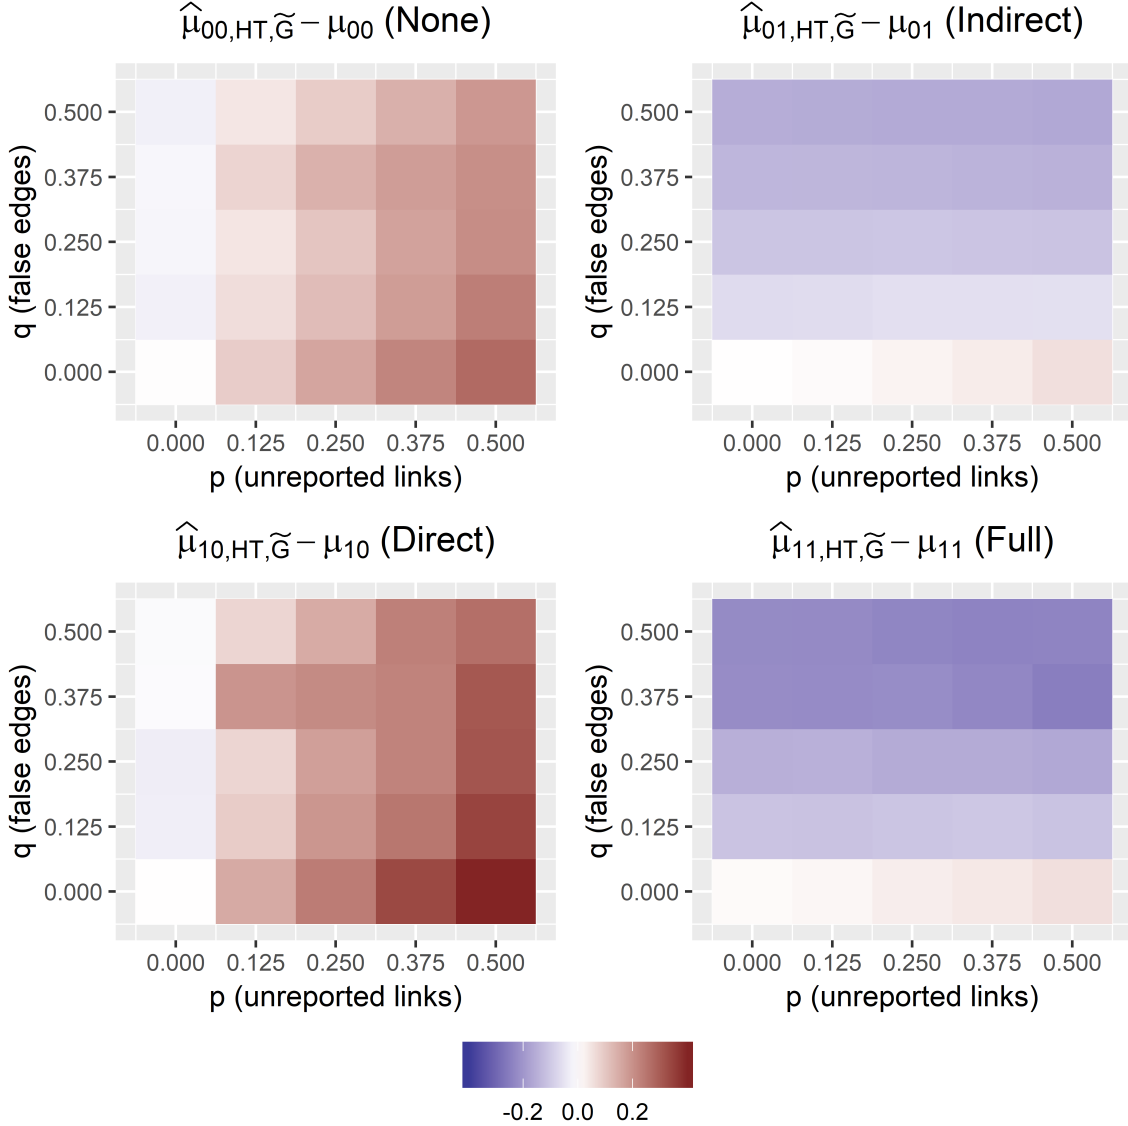 μ̂₀₀,HT,G̃ − μ₀₀ (None)
0.500
0.375
0.250
0.125
0.000
q (false edges)
0.000 0.125 0.250 0.375 0.500
p (unreported links)
μ̂₀₁,HT,G̃ − μ₀₁ (Indirect)
0.500
0.375
0.250
0.125
0.000
q (false edges)
0.000 0.125 0.250 0.375 0.500
p (unreported links)
μ̂₁₀,HT,G̃ − μ₁₀ (Direct)
0.500
0.375
0.250
0.125
0.000
q (false edges)
0.000 0.125 0.250 0.375 0.500
p (unreported links)
μ̂₁₁,HT,G̃ − μ₁₁ (Full)
0.500
0.375
0.250
0.125
0.000
q (false edges)
0.000 0.125 0.250 0.375 0.500
p (unreported links)
-0.2 0.0 0.2